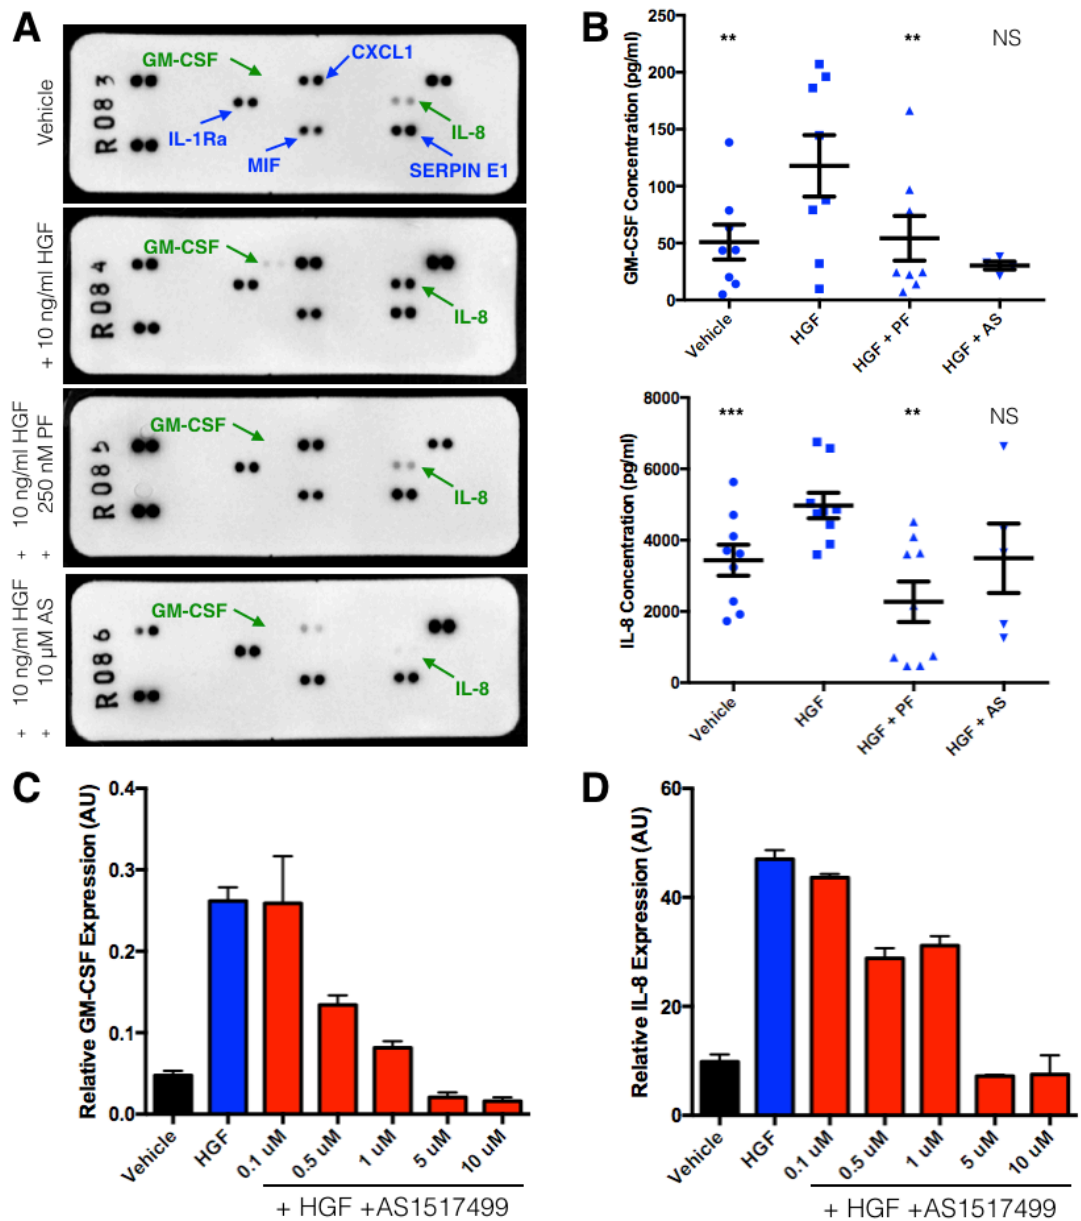 A
Vehicle
R083
GM-CSF
CXCL1
IL-1Ra
IL-8
MIF
SERPIN E1
+ 10 ng/ml HGF
R084
GM-CSF
IL-8
+ 10 ng/ml HGF
+ 250 nM PF
R085
GM-CSF
IL-8
+ 10 ng/ml HGF
+ 10 µM AS
R086
GM-CSF
IL-8
B
GM-CSF Concentration (pg/ml)
250
200
150
100
50
0
** ** NS
Vehicle HGF HGF + PF HGF + AS
IL-8 Concentration (pg/ml)
8000
6000
4000
2000
0
*** ** NS
Vehicle HGF HGF + PF HGF + AS
C
Relative GM-CSF Expression (AU)
0.4
0.3
0.2
0.1
0.0
Vehicle HGF 0.1 uM 0.5 uM 1 uM 5 uM 10 uM
+ HGF +AS1517499
D
Relative IL-8 Expression (AU)
60
40
20
0
Vehicle HGF 0.1 uM 0.5 uM 1 uM 5 uM 10 uM
+ HGF +AS1517499